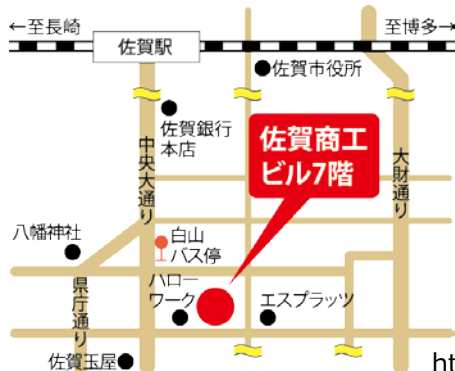 ←至長崎
至博多→
佐賀駅
佐賀市役所
佐賀銀行
本店
佐賀商工
ビル7階
中央大通り
大財通り
八幡神社
白山
バス停
ハロー
ワーク
エスプラッツ
県庁通り
佐賀玉屋
ht